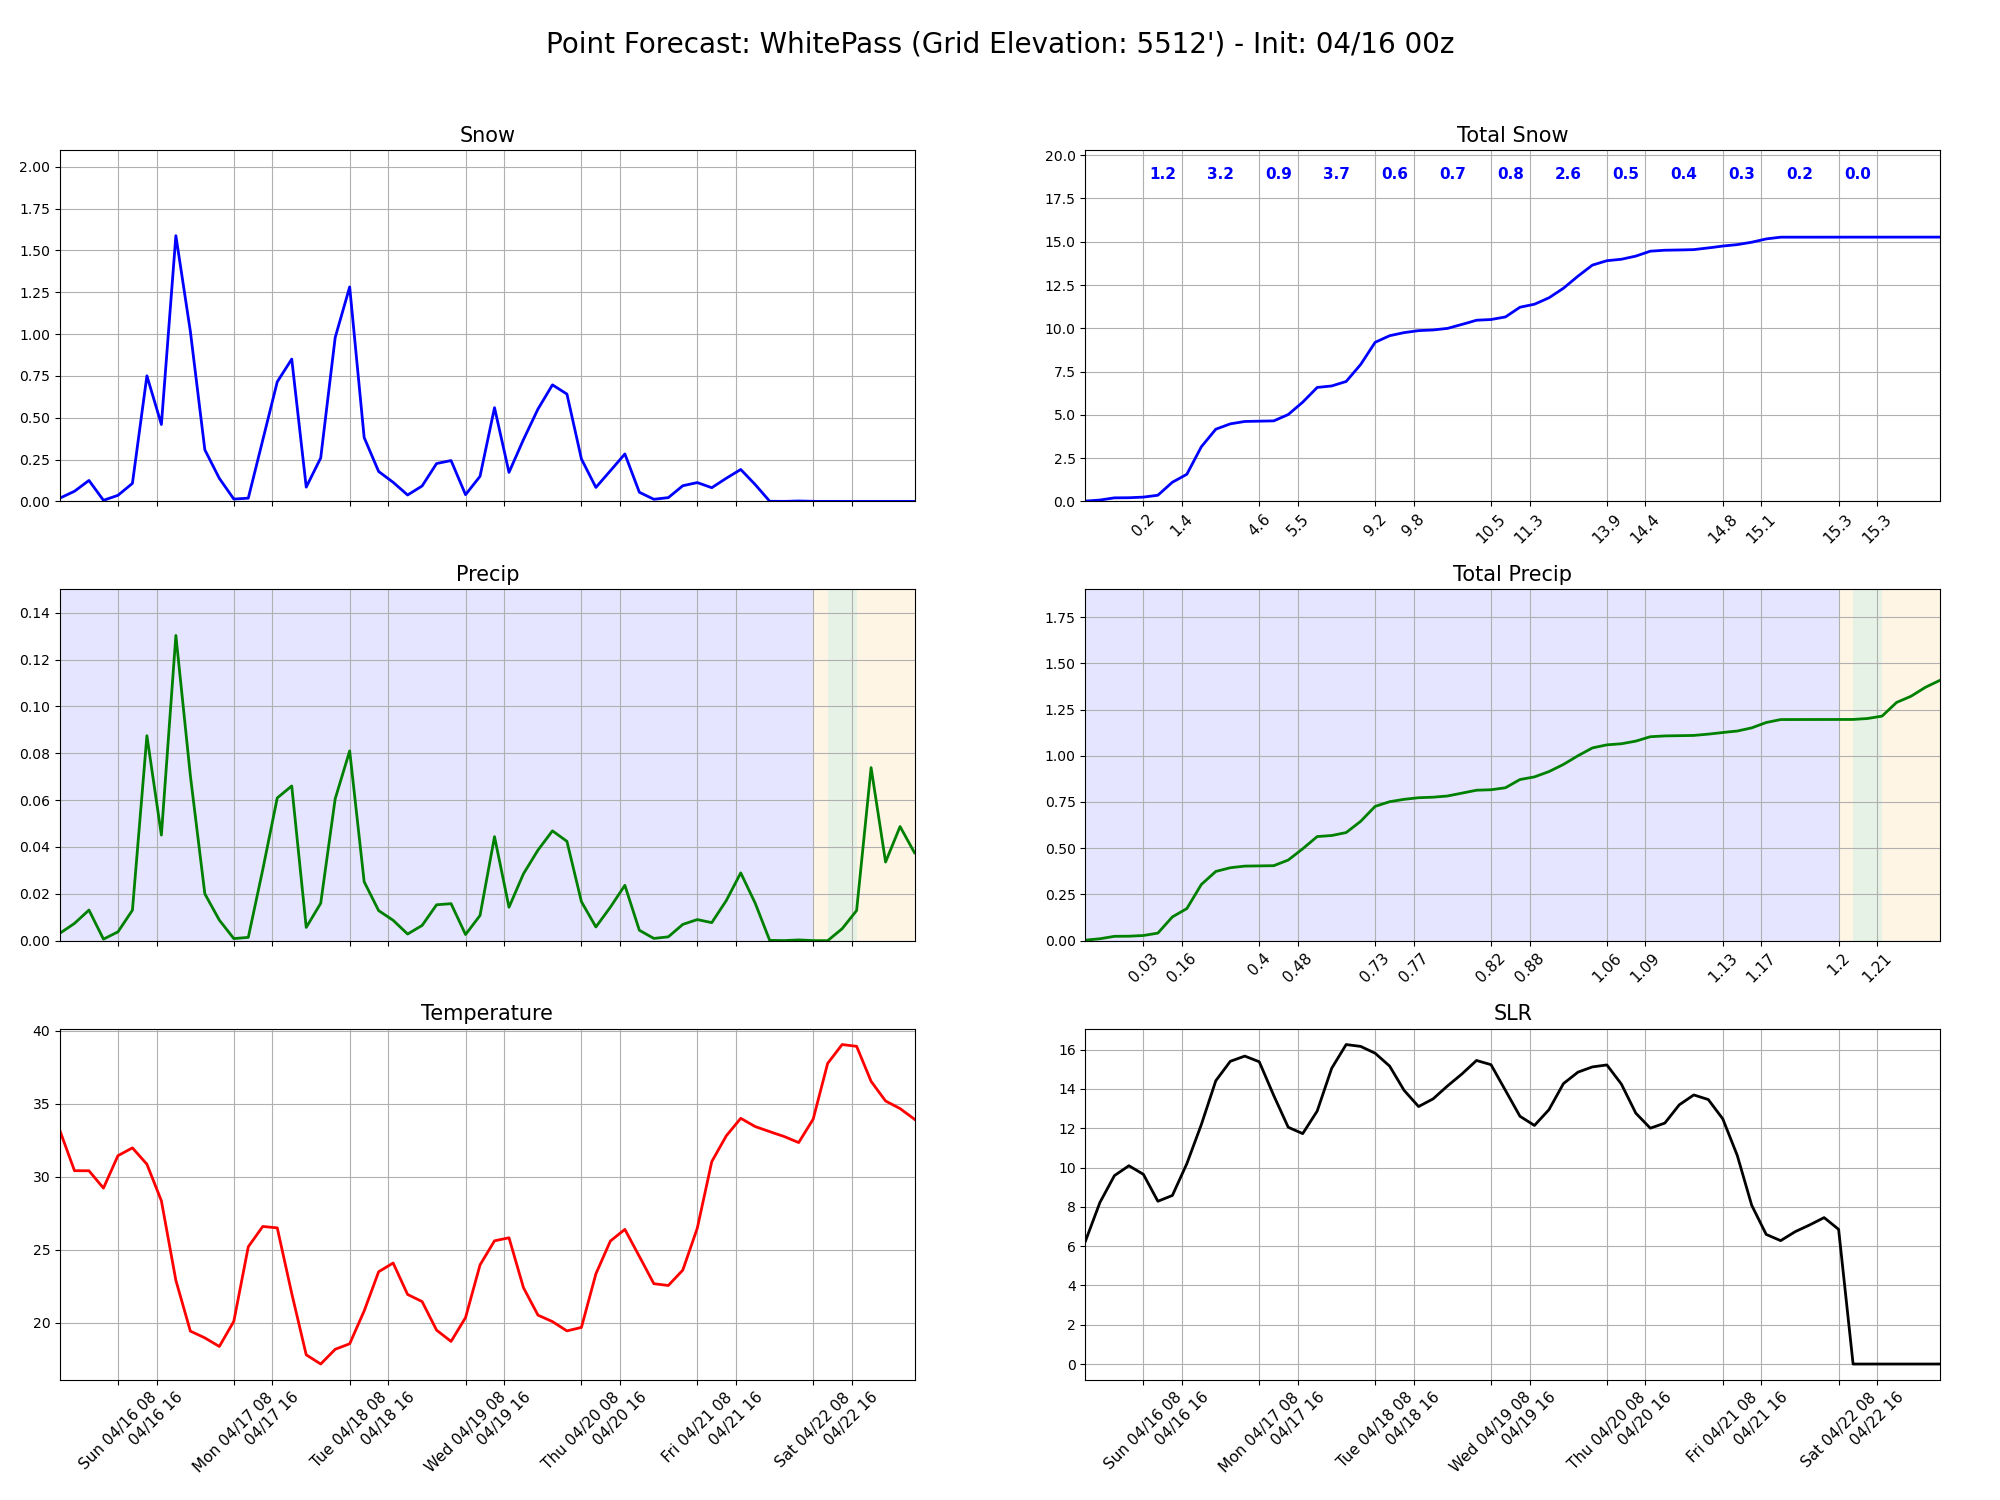 Point Forecast: WhitePass (Grid Elevation: 5512') - Init: 04/16 00z
Snow
2.00
1.75
1.50
1.25
1.00
0.75
0.50
0.25
0.00
Total Snow
20.0
17.5
15.0
12.5
10.0
7.5
5.0
2.5
0.0
1.2 3.2 0.9 3.7 0.6 0.7 0.8 2.6 0.5 0.4 0.3 0.2 0.0
0.2 1.4 4.6 5.5 9.2 9.8 10.5 11.3 13.9 14.4 14.8 15.1 15.3 15.3
Precip
0.14
0.12
0.10
0.08
0.06
0.04
0.02
0.00
Total Precip
1.75
1.50
1.25
1.00
0.75
0.50
0.25
0.00
0.03 0.16 0.4 0.48 0.73 0.77 0.82 0.88 1.06 1.09 1.13 1.17 1.2 1.21
Temperature
40
35
30
25
20
Sun 04/16 08
04/16 16
Mon 04/17 08
04/17 16
Tue 04/18 08
04/18 16
Wed 04/19 08
04/19 16
Thu 04/20 08
04/20 16
Fri 04/21 08
04/21 16
Sat 04/22 08
04/22 16
SLR
16
14
12
10
8
6
4
2
0
Sun 04/16 08
04/16 16
Mon 04/17 08
04/17 16
Tue 04/18 08
04/18 16
Wed 04/19 08
04/19 16
Thu 04/20 08
04/20 16
Fri 04/21 08
04/21 16
Sat 04/22 08
04/22 16